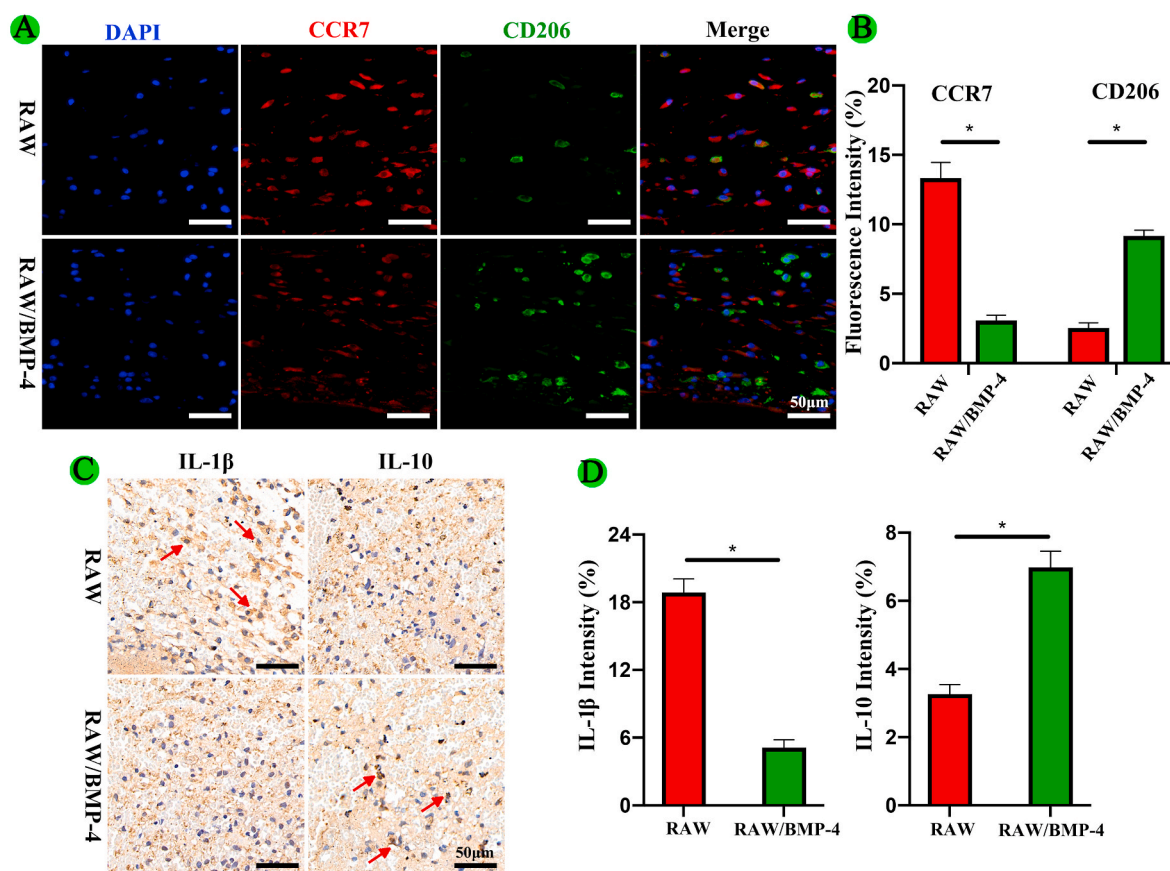 A
DAPI
CCR7
CD206
Merge
RAW
RAW/BMP-4
50μm
B
Fluorescence Intensity (%)
20
15
10
5
0
CCR7
CD206
*
*
RAW
RAW/BMP-4
RAW
RAW/BMP-4
C
IL-1β
IL-10
RAW
RAW/BMP-4
50μm
D
IL-1β Intensity (%)
24
18
12
6
0
*
RAW
RAW/BMP-4
IL-10 Intensity (%)
8
6
4
2
0
*
RAW
RAW/BMP-4